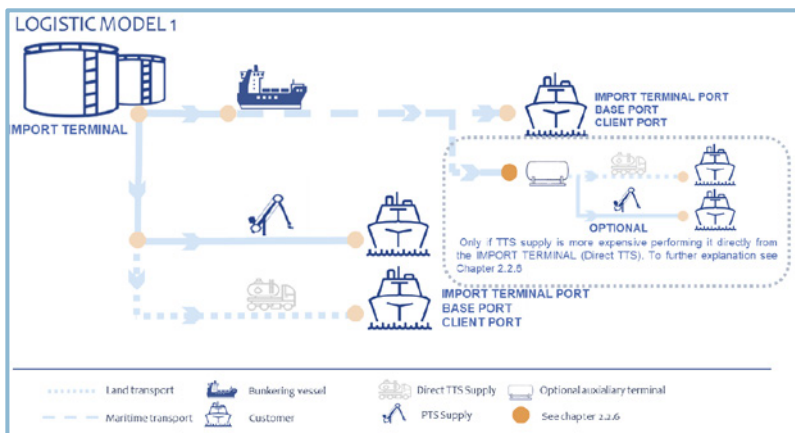 LOGISTIC MODEL 1
IMPORT TERMINAL
IMPORT TERMINAL PORT
BASE PORT
CLIENT PORT
OPTIONAL
Only if TTS supply is more expensive performing it directly from
the IMPORT TERMINAL (Direct TTS). To further explanation see
Chapter 2.2.6
IMPORT TERMINAL PORT
BASE PORT
CLIENT PORT
Land transport
Bunkering vessel
Direct TTS Supply
Optional auxialiary terminal
Maritime transport
Customer
PTS Supply
See chapter 2.2.6